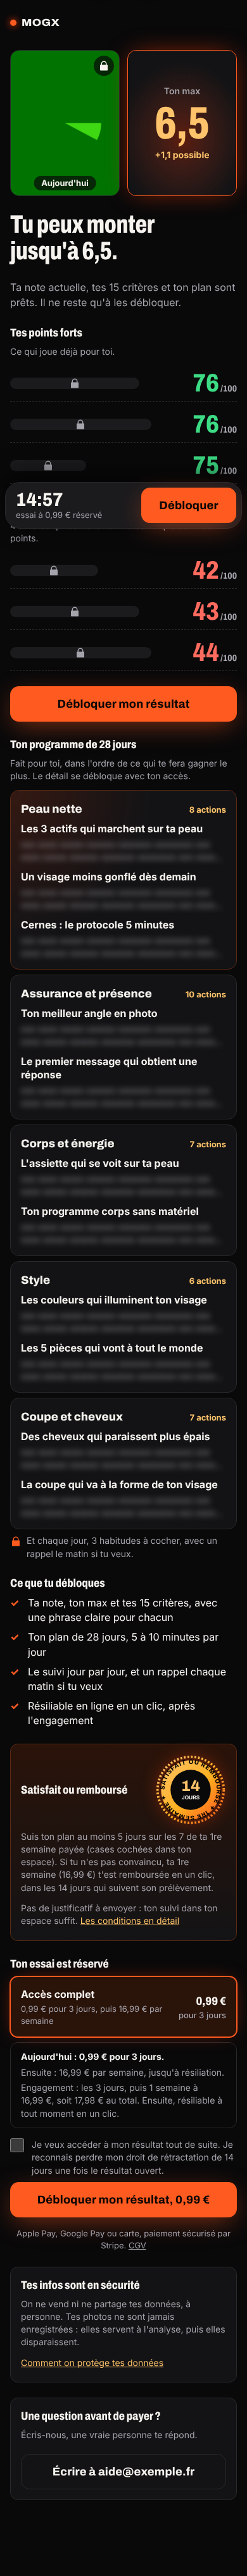 MOGX
Aujourd'hui
Ton max
6,5
+1,1 possible
Tu peux monter
jusqu'à 6,5.
Ta note actuelle, tes 15 critères et ton plan sont
prêts. Il ne reste qu'à les débloquer.
Tes points forts
Ce qui joue déjà pour toi.
76/100
76/100
75/100
14:57
essai à 0,99 € réservé
Débloquer
points.
42/100
43/100
44/100
Débloquer mon résultat
Ton programme de 28 jours
Fait pour toi, dans l'ordre de ce qui te fera gagner le
plus. Le détail se débloque avec ton accès.
Peau nette
8 actions
Les 3 actifs qui marchent sur ta peau
Un visage moins gonflé dès demain
Cernes : le protocole 5 minutes
Assurance et présence
10 actions
Ton meilleur angle en photo
Le premier message qui obtient une
réponse
Corps et énergie
7 actions
L'assiette qui se voit sur ta peau
Ton programme corps sans matériel
Style
6 actions
Les couleurs qui illuminent ton visage
Les 5 pièces qui vont à tout le monde
Coupe et cheveux
7 actions
Des cheveux qui paraissent plus épais
La coupe qui va à la forme de ton visage
Et chaque jour, 3 habitudes à cocher, avec un
rappel le matin si tu veux.
Ce que tu débloques
Ta note, ton max et tes 15 critères, avec
une phrase claire pour chacun
Ton plan de 28 jours, 5 à 10 minutes par
jour
Le suivi jour par jour, et un rappel chaque
matin si tu veux
Résiliable en ligne en un clic, après
l'engagement
Satisfait ou remboursé
14
JOURS
Suis ton plan au moins 5 jours sur les 7 de ta 1re
semaine payée (cases cochées dans ton
espace). Si tu n'es pas convaincu, ta 1re
semaine (16,99 €) t'est remboursée en un clic,
dans les 14 jours qui suivent son prélèvement.
Pas de justificatif à envoyer : ton suivi dans ton
espace suffit. Les conditions en détail
Ton essai est réservé
Accès complet
0,99 € pour 3 jours, puis 16,99 € par
semaine
0,99 €
pour 3 jours
Aujourd'hui : 0,99 € pour 3 jours.
Ensuite : 16,99 € par semaine, jusqu'à résiliation.
Engagement : les 3 jours, puis 1 semaine à
16,99 €, soit 17,98 € au total. Ensuite, résiliable à
tout moment en un clic.
Je veux accéder à mon résultat tout de suite. Je
reconnais perdre mon droit de rétractation de 14
jours une fois le résultat ouvert.
Débloquer mon résultat, 0,99 €
Apple Pay, Google Pay ou carte, paiement sécurisé par
Stripe. CGV
Tes infos sont en sécurité
On ne vend ni ne partage tes données, à
personne. Tes photos ne sont jamais
enregistrées : elles servent à l'analyse, puis elles
disparaissent.
Comment on protège tes données
Une question avant de payer ?
Écris-nous, une vraie personne te répond.
Écrire à aide@exemple.fr